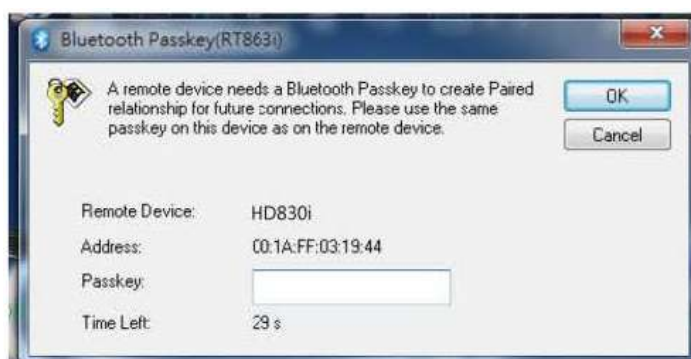 Bluetooth Passkey(RT863i)
A remote device needs a Bluetooth Passkey to create Paired
relationship for future connections. Please use the same
passkey on this device as on the remote device.
OK
Cancel
Remote Device: HD830i
Address: 00:1A:FF:03:19:44
Passkey:
Time Left: 29 s